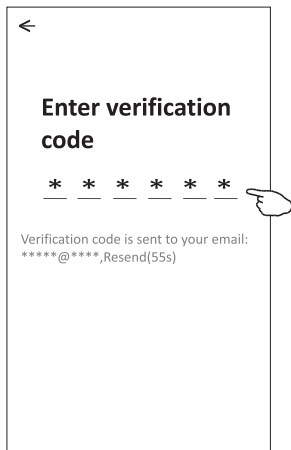 Enter verification
code
* * * * * *
Verification code is sent to your email:
*****@****,Resend(55s)